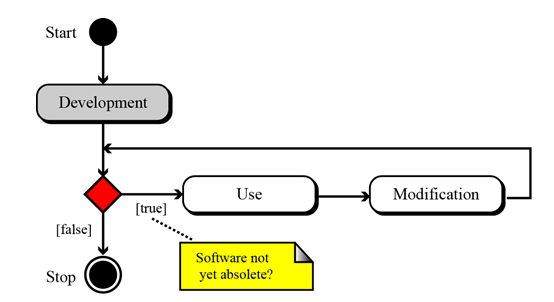 Start
Development
Use
Modification
[true]
[false]
Software not
yet absolete?
Stop